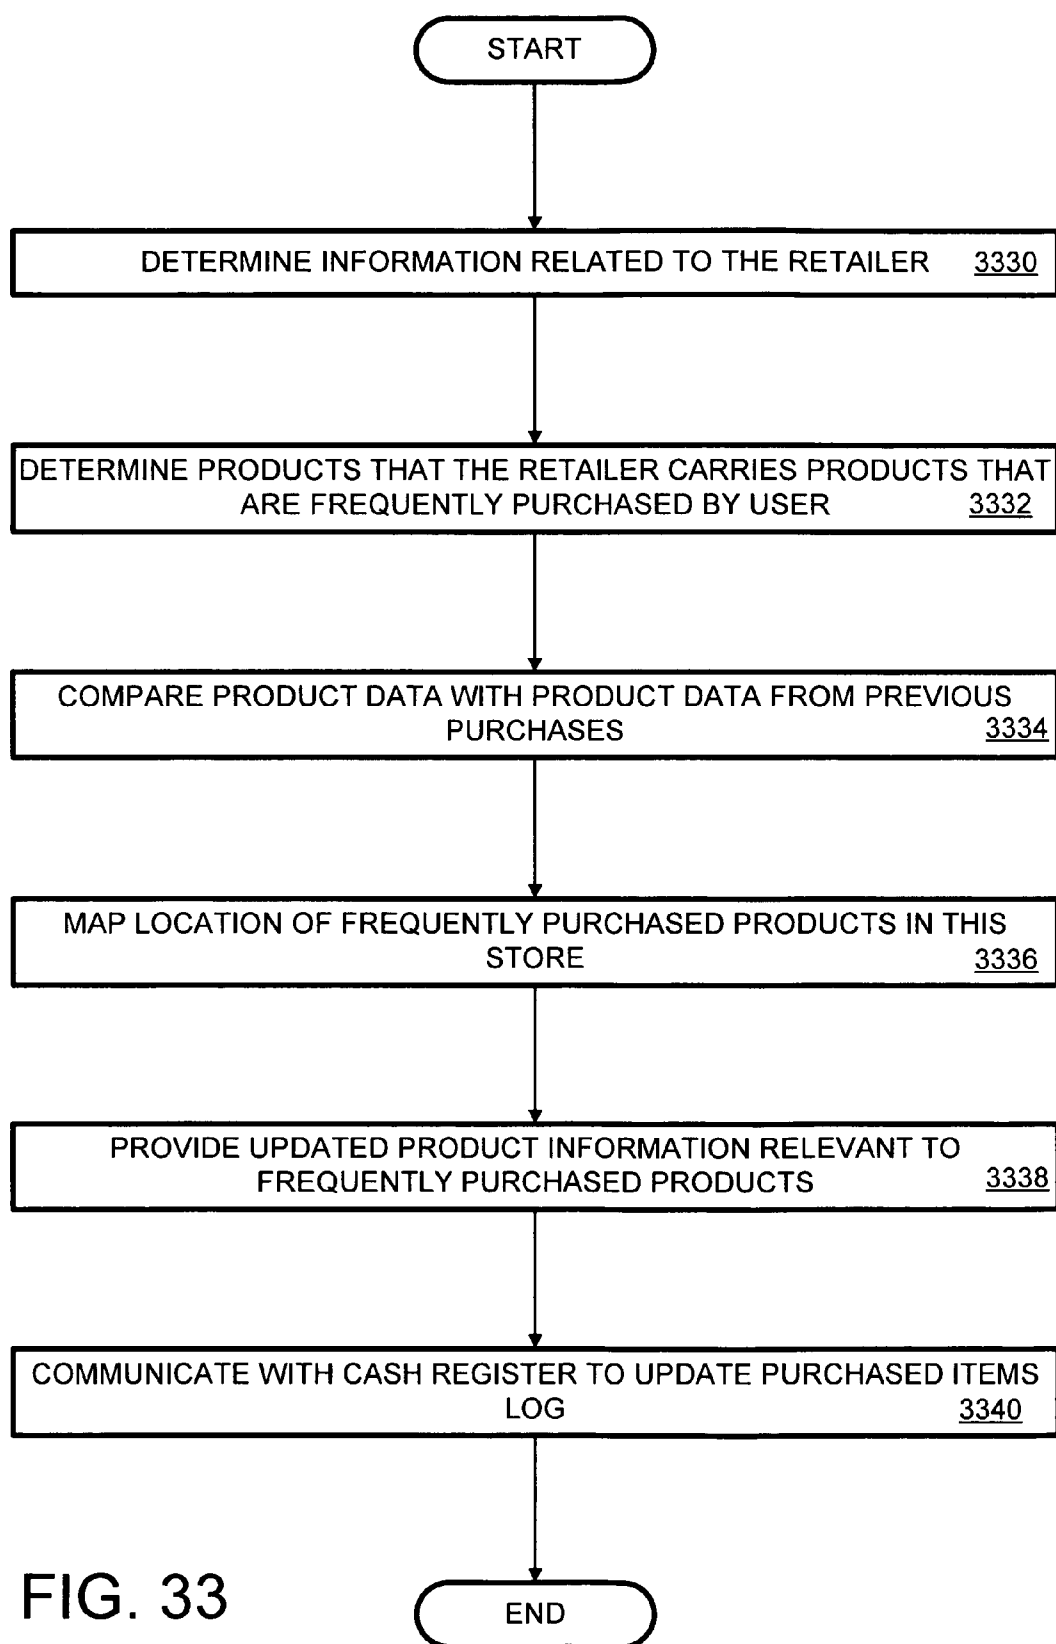 START
DETERMINE INFORMATION RELATED TO THE RETAILER 3330
DETERMINE PRODUCTS THAT THE RETAILER CARRIES PRODUCTS THAT
ARE FREQUENTLY PURCHASED BY USER 3332
COMPARE PRODUCT DATA WITH PRODUCT DATA FROM PREVIOUS
PURCHASES 3334
MAP LOCATION OF FREQUENTLY PURCHASED PRODUCTS IN THIS
STORE 3336
PROVIDE UPDATED PRODUCT INFORMATION RELEVANT TO
FREQUENTLY PURCHASED PRODUCTS 3338
COMMUNICATE WITH CASH REGISTER TO UPDATE PURCHASED ITEMS
LOG 3340
FIG. 33
END